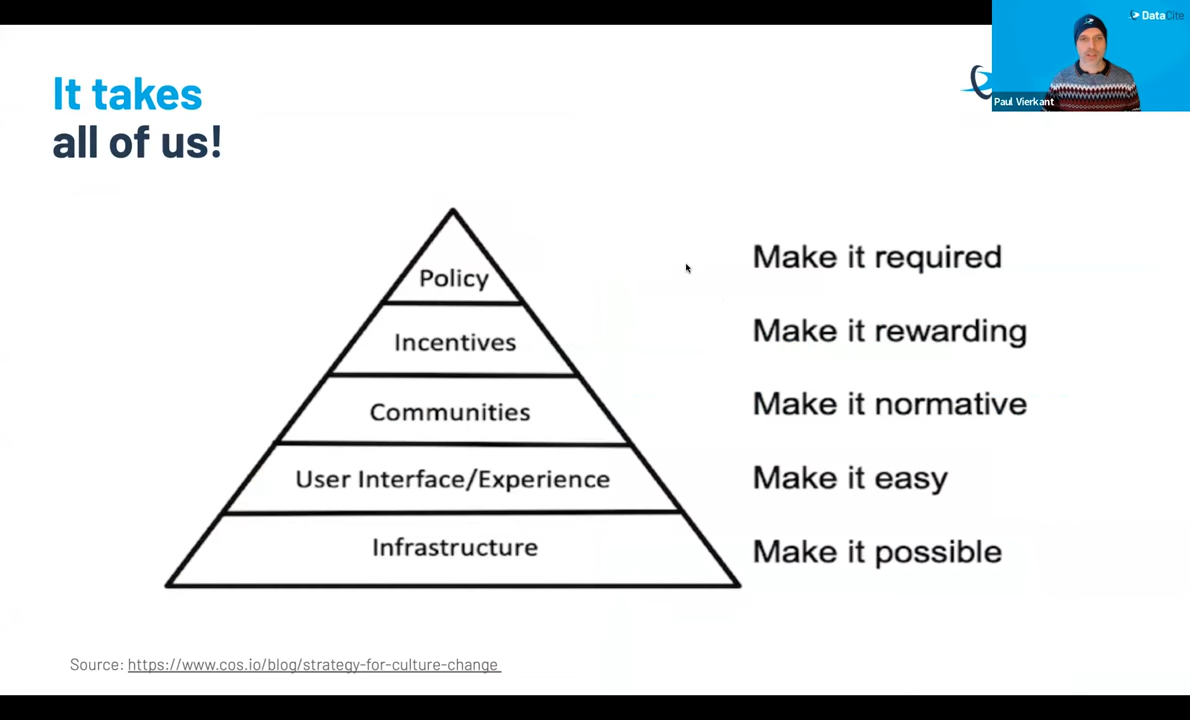 DataCite
Paul Vierkant
It takes
all of us!
Policy
Make it required
Incentives
Make it rewarding
Communities
Make it normative
User Interface/Experience
Make it easy
Infrastructure
Make it possible
Source: https://www.cos.io/blog/strategy-for-culture-change